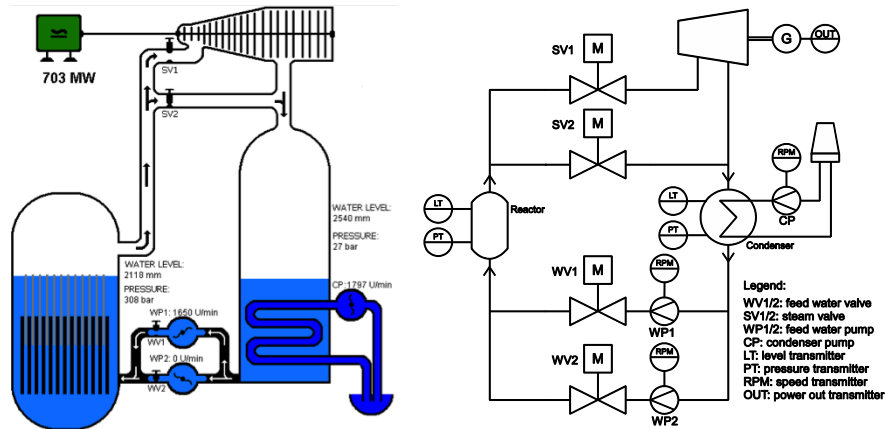 703 MW
SV1
SV2
WATER LEVEL:
2540 mm
PRESSURE:
27 bar
WATER LEVEL:
2118 mm
PRESSURE:
308 bar
CP: 1797 U/min
WP1: 1650 U/min
WV1
WP2: 0 U/min
WV2
SV1
M
G
OUT
SV2
M
RPM
CP
LT
PT
Reactor
LT
PT
Condenser
WV1
M
RPM
WP1
WV2
M
RPM
WP2
Legend:
WV1/2: feed water valve
SV1/2: steam valve
WP1/2: feed water pump
CP: condenser pump
LT: level transmitter
PT: pressure transmitter
RPM: speed transmitter
OUT: power out transmitter